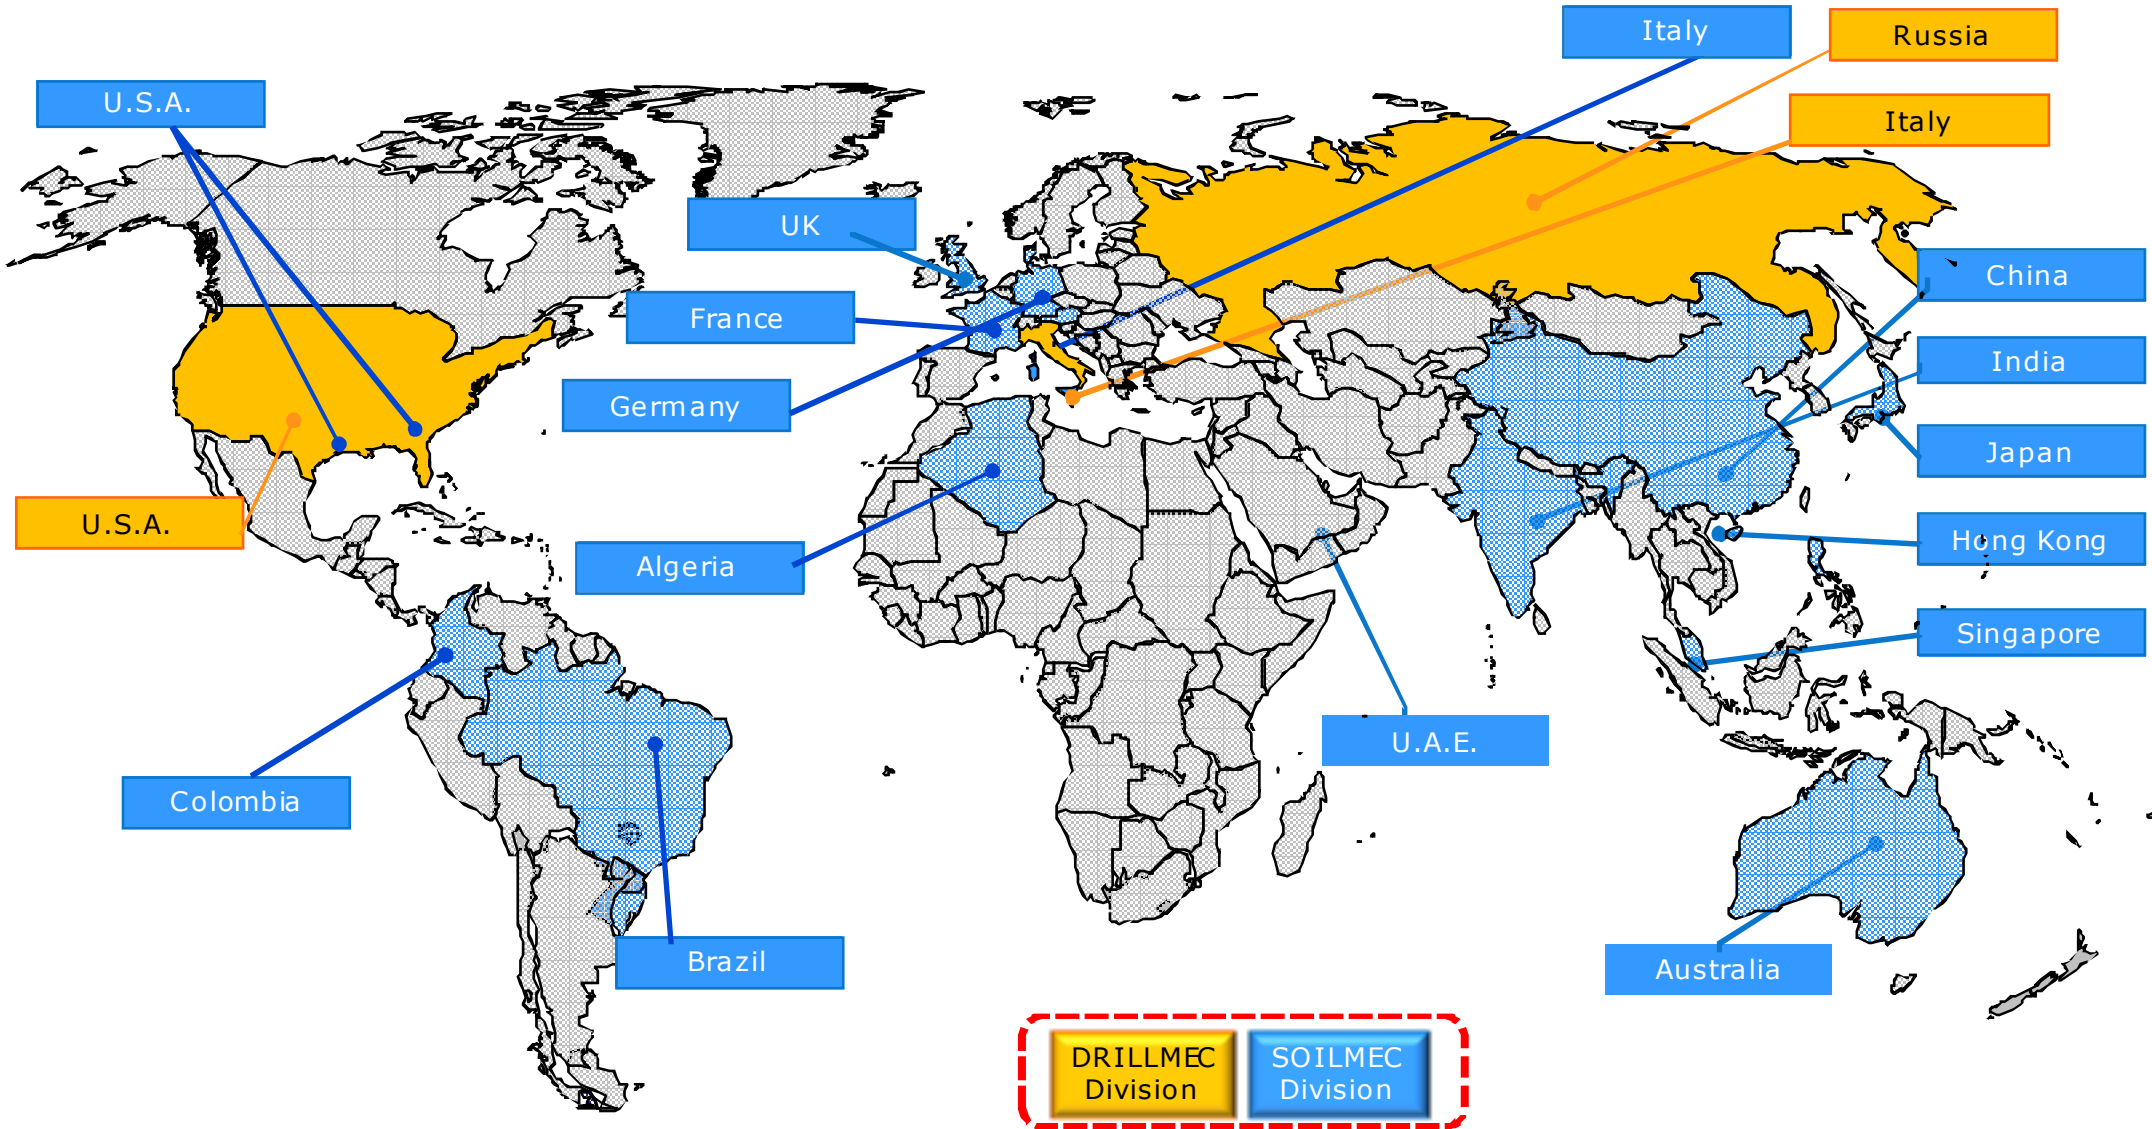 Italy
Russia
U.S.A.
Italy
UK
China
France
India
Germany
Japan
U.S.A.
Hong Kong
Algeria
Singapore
U.A.E.
Colombia
Brazil
Australia
DRILLMEC
Division
SOILMEC
Division